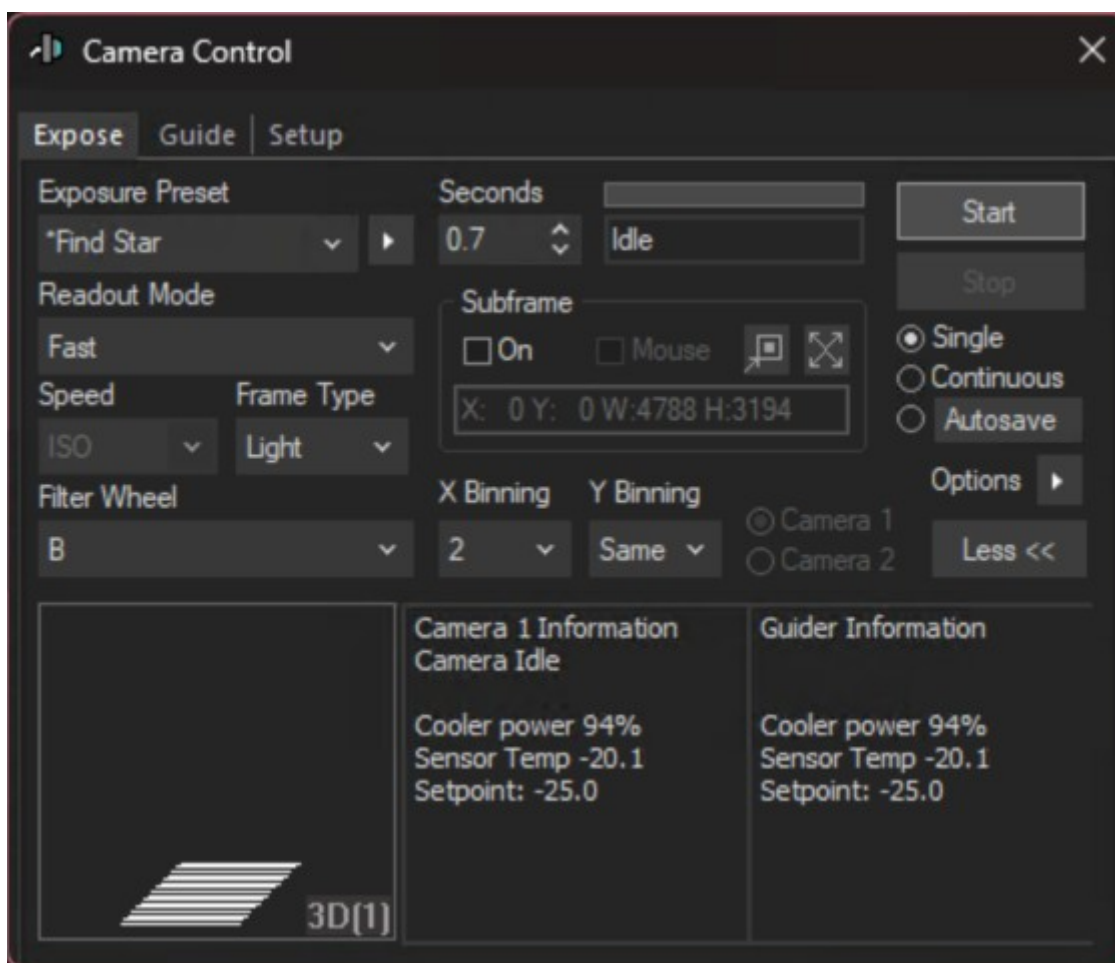 Camera Control
Expose Guide Setup
Exposure Preset
*Find Star
Seconds
0.7
Idle
Start
Stop
Readout Mode
Fast
Subframe
On Mouse
X: 0 Y: 0 W:4788 H:3194
Single
Continuous
Autosave
Speed Frame Type
ISO Light
Options
Filter Wheel
B
X Binning Y Binning
2 Same
Camera 1
Camera 2
Less <<
3D(1)
Camera 1 Information
Camera Idle
Cooler power 94%
Sensor Temp -20.1
Setpoint: -25.0
Guider Information
Cooler power 94%
Sensor Temp -20.1
Setpoint: -25.0